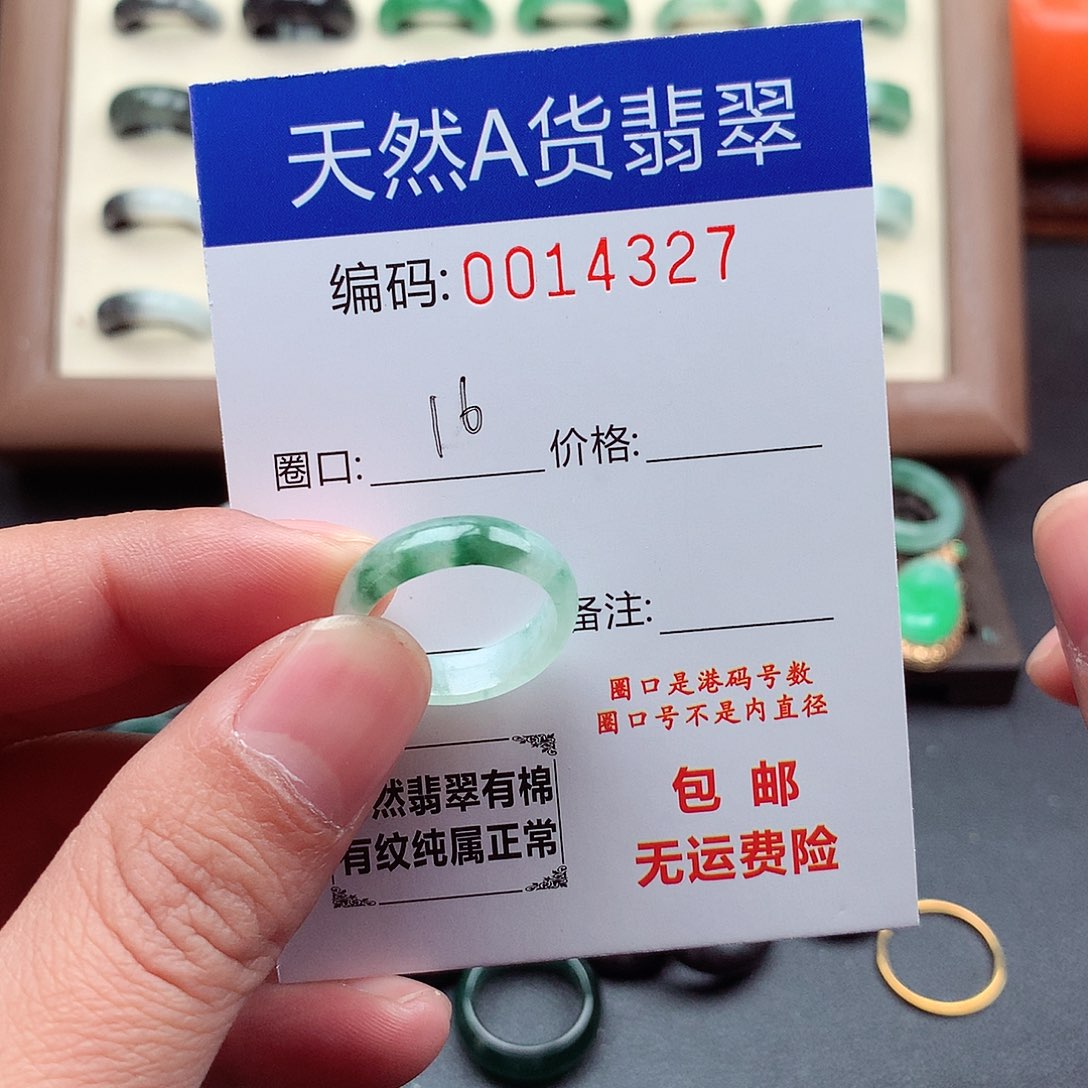 天然A货翡翠
编码:0014327
圈口: 16 价格:
备注:
圈口是港码号数
圈口号不是内直径
然翡翠有棉
有纹纯属正常
包 邮
无运费险